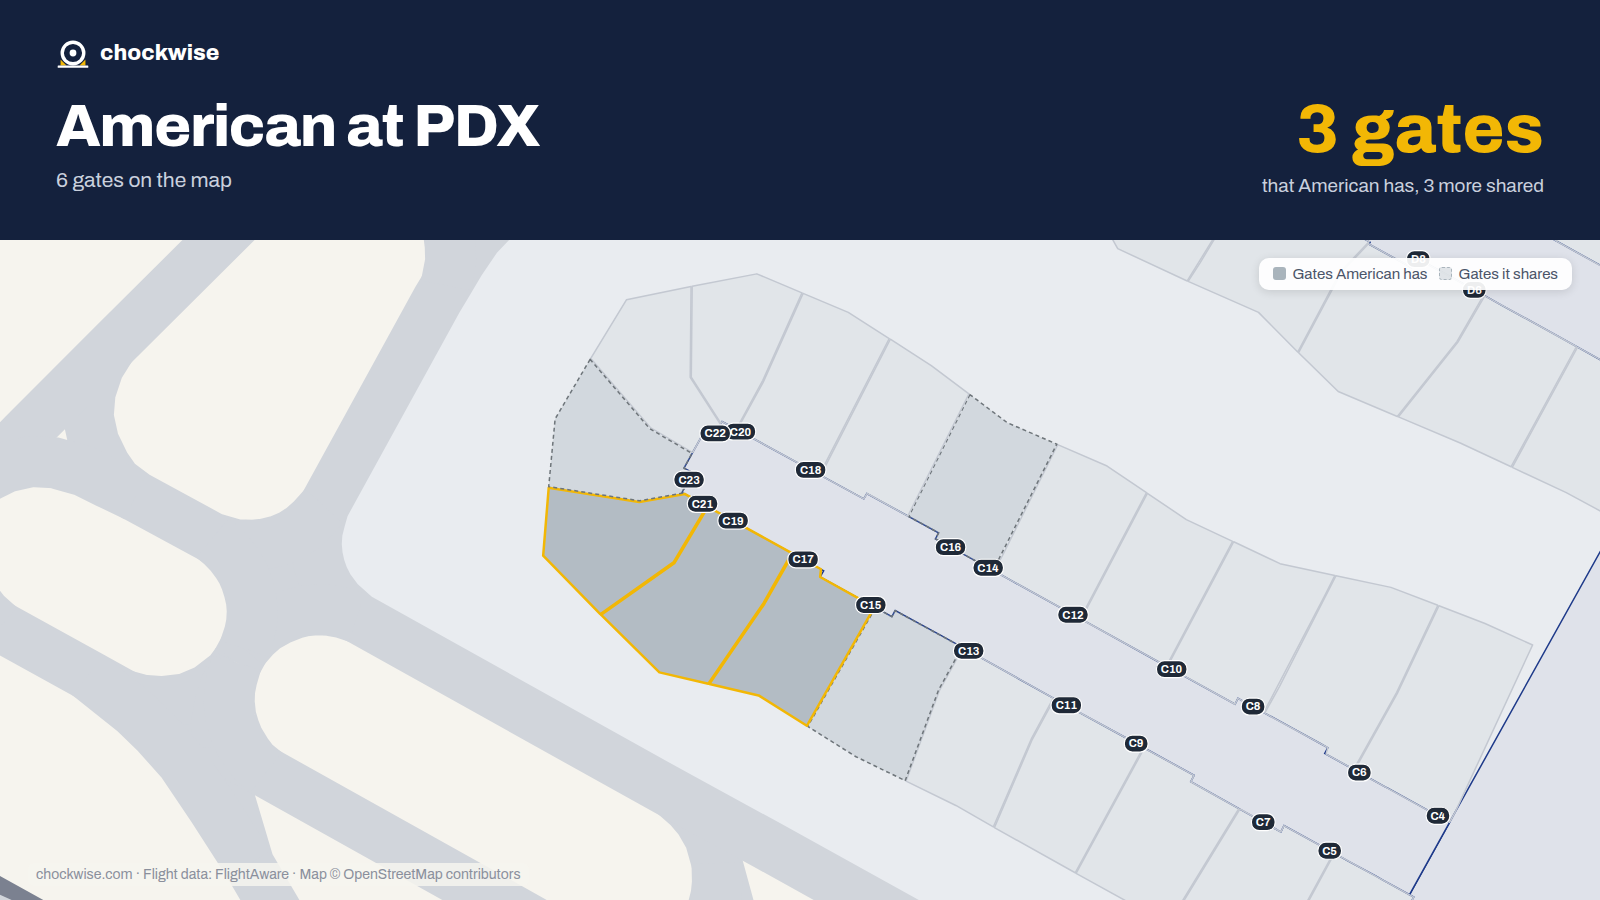 chockwise
American at PDX
6 gates on the map
3 gates
that American has, 3 more shared
Gates American has
Gates it shares
D6
C22
C20
C18
C23
C21
C19
C17
C16
C14
C15
C12
C13
C10
C11
C8
C9
C6
C4
C7
C5
chockwise.com · Flight data: FlightAware · Map © OpenStreetMap contributors